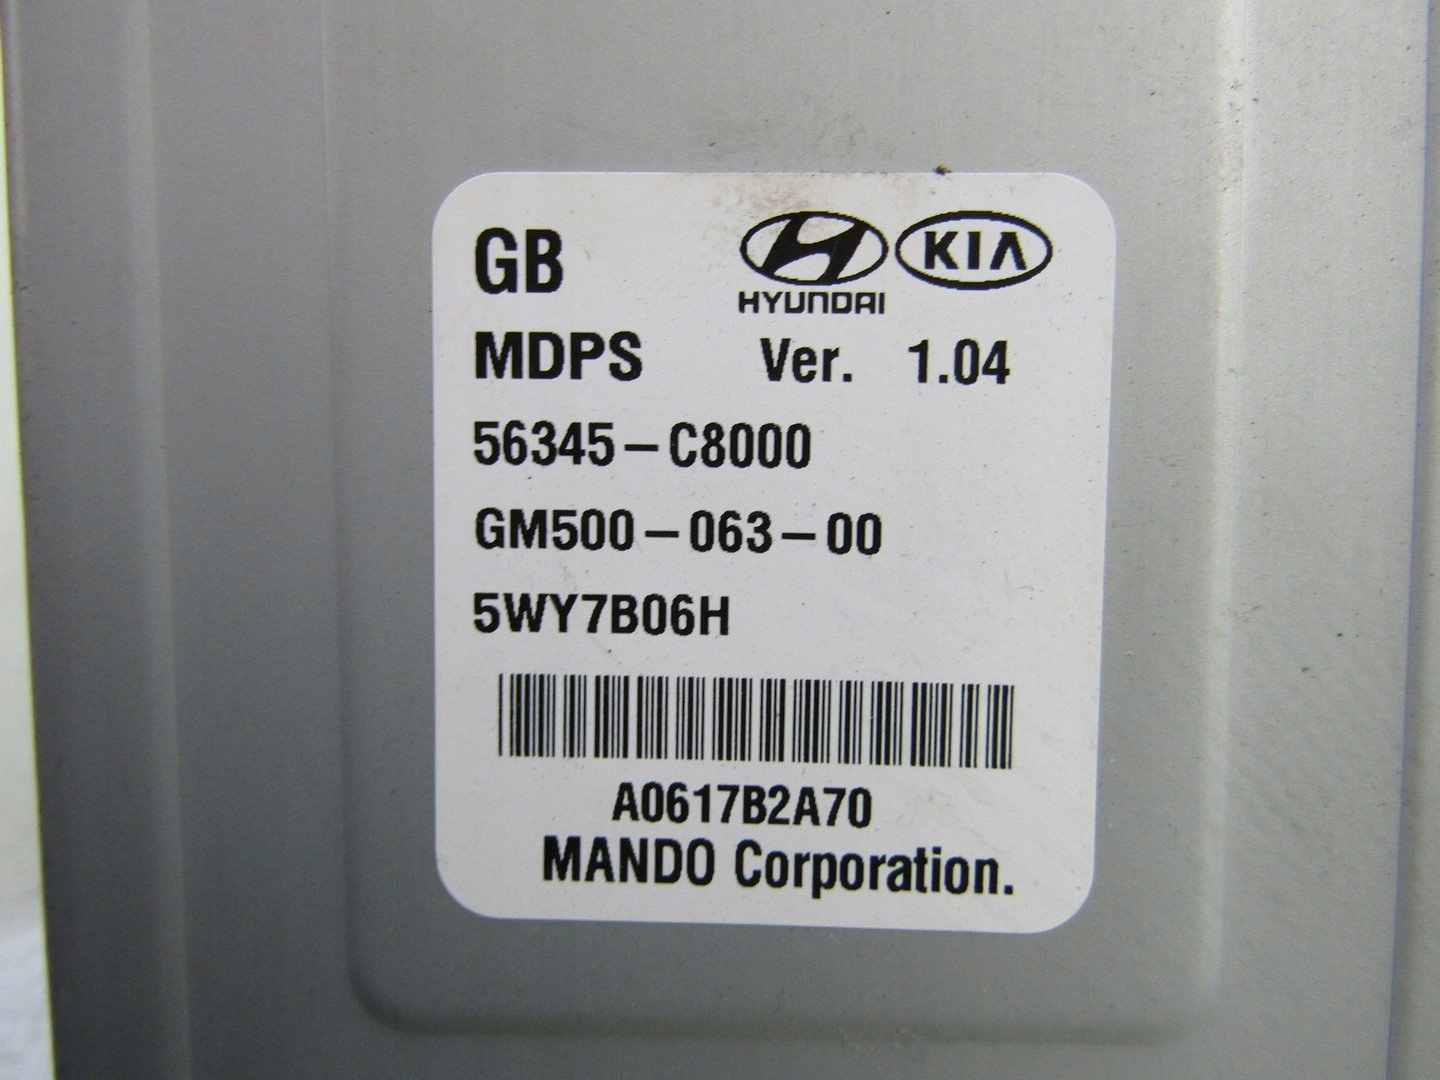 GB
HYUNDAI KIA
MDPS Ver. 1.04
56345-C8000
GM500-063-00
5WY7B06H
A0617B2A70
MANDO Corporation.